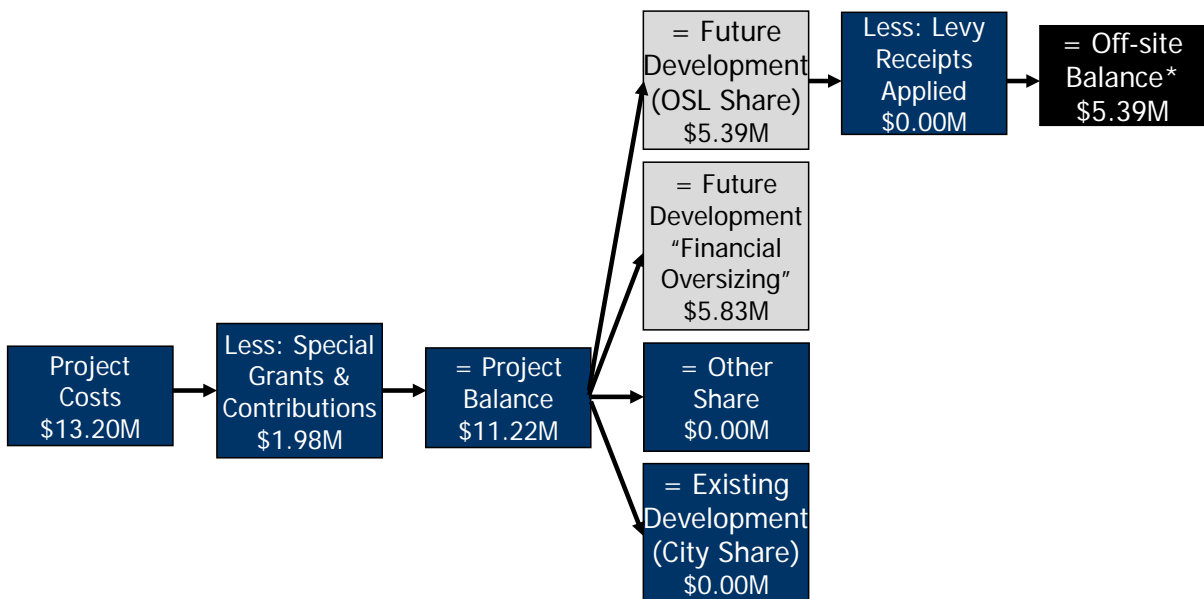 Project
Costs
$13.20M
Less: Special
Grants &
Contributions
$1.98M
= Project
Balance
$11.22M
= Future
Development
(OSL Share)
$5.39M
Less: Levy
Receipts
Applied
$0.00M
= Off-site
Balance*
$5.39M
= Future
Development
“Financial
Oversizing”
$5.83M
= Other
Share
$0.00M
= Existing
Development
(City Share)
$0.00M